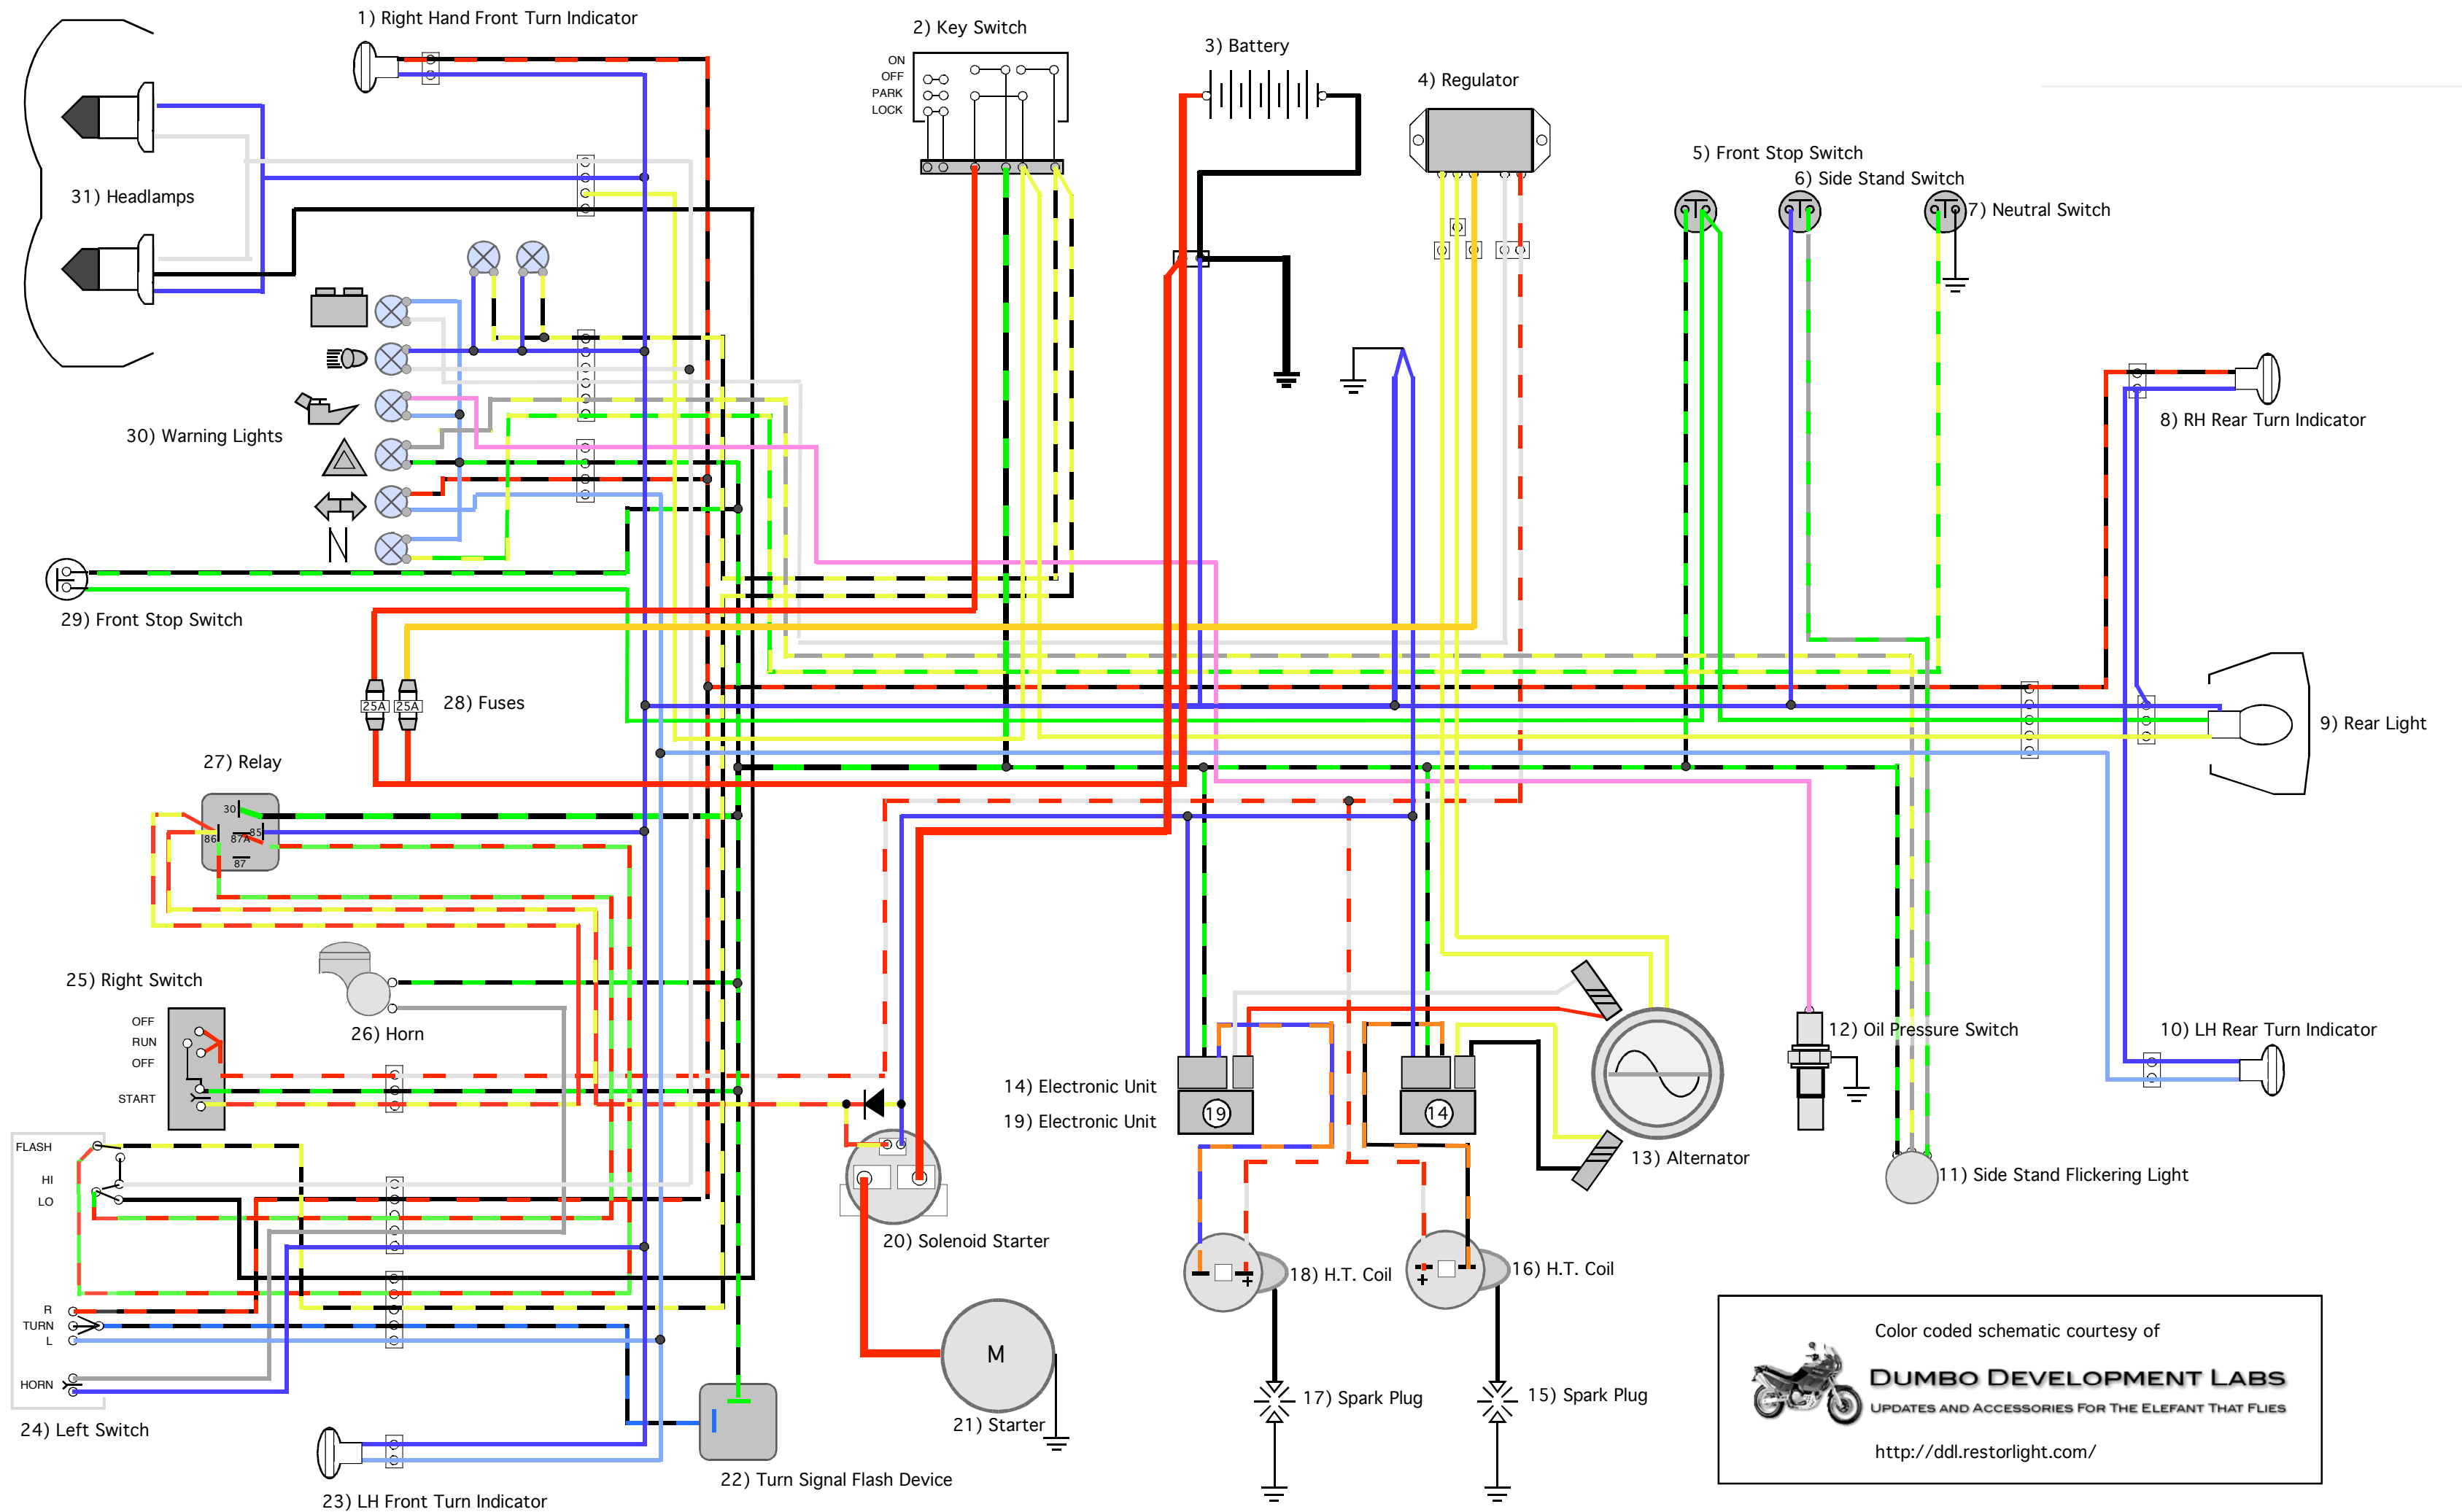 1) Right Hand Front Turn Indicator
2) Key Switch
ON
OFF
PARK
LOCK
3) Battery
4) Regulator
5) Front Stop Switch
6) Side Stand Switch
7) Neutral Switch
31) Headlamps
30) Warning Lights
N
8) RH Rear Turn Indicator
29) Front Stop Switch
25A
25A
28) Fuses
9) Rear Light
27) Relay
30
86
87A
85
87
25) Right Switch
OFF
RUN
OFF
START
26) Horn
12) Oil Pressure Switch
10) LH Rear Turn Indicator
14) Electronic Unit
19) Electronic Unit
19
14
13) Alternator
11) Side Stand Flickering Light
FLASH
HI
LO
R
TURN
L
HORN
24) Left Switch
20) Solenoid Starter
18) H.T. Coil
+
16) H.T. Coil
+
M
21) Starter
17) Spark Plug
15) Spark Plug
22) Turn Signal Flash Device
23) LH Front Turn Indicator
Color coded schematic courtesy of
DUMBO DEVELOPMENT LABS
UPDATES AND ACCESSORIES FOR THE ELEFANT THAT FLIES
http://ddl.restorlight.com/